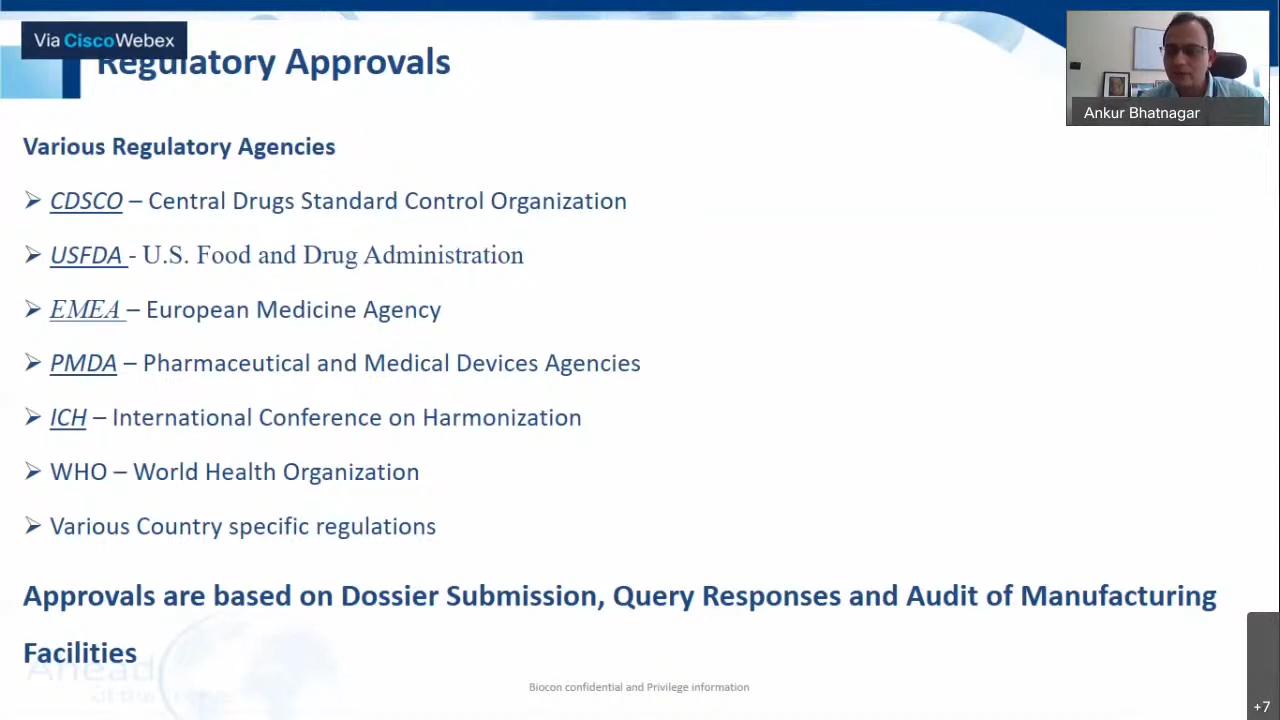 Via CiscoWebex
Regulatory Approvals
Ankur Bhatnagar
Various Regulatory Agencies
CDSCO – Central Drugs Standard Control Organization
USFDA - U.S. Food and Drug Administration
EMEA – European Medicine Agency
PMDA – Pharmaceutical and Medical Devices Agencies
ICH – International Conference on Harmonization
WHO – World Health Organization
Various Country specific regulations
Approvals are based on Dossier Submission, Query Responses and Audit of Manufacturing
Facilities
Ahead
Biocon confidential and Privilege information
+7